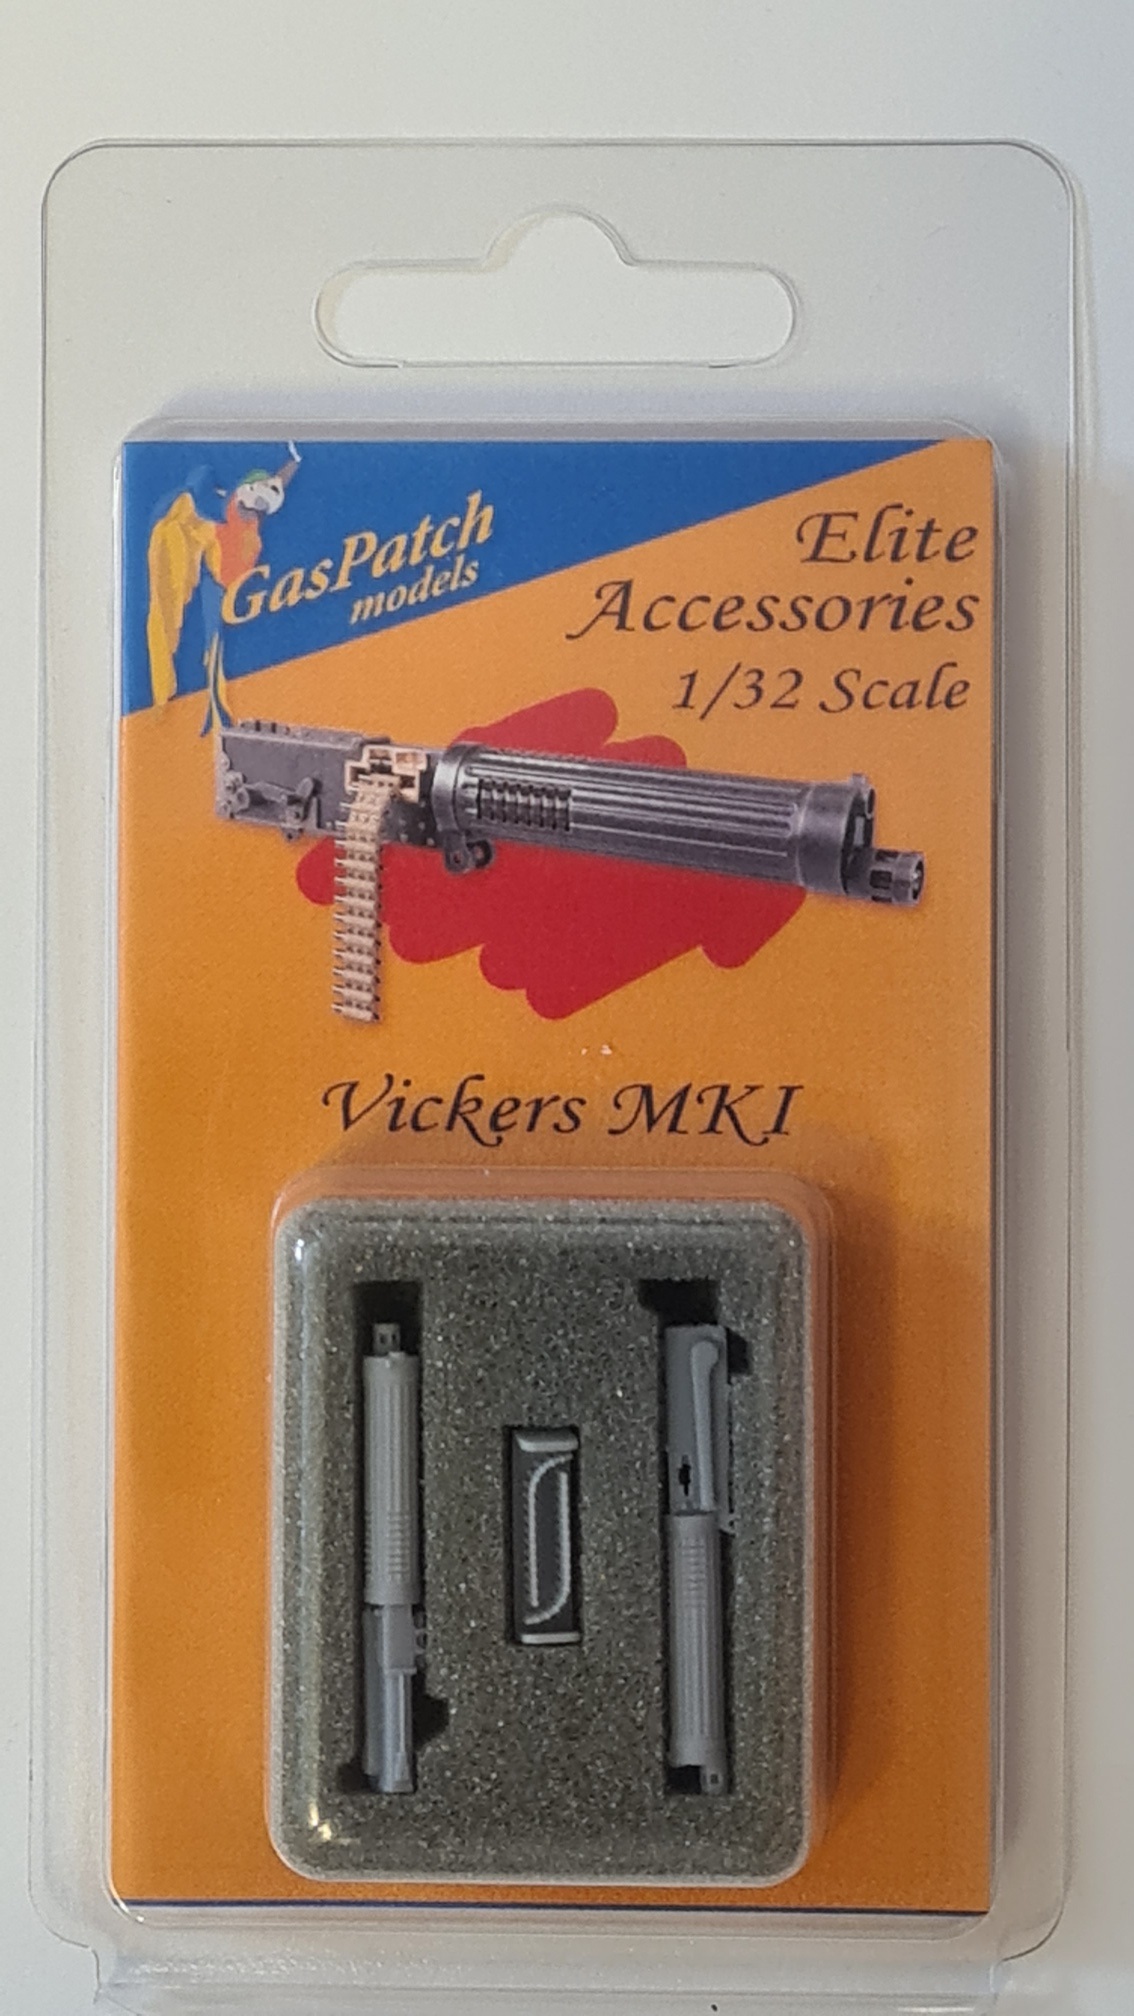 GasPatch
models
Elite
Accessories
1/32 Scale
Vickers MKI